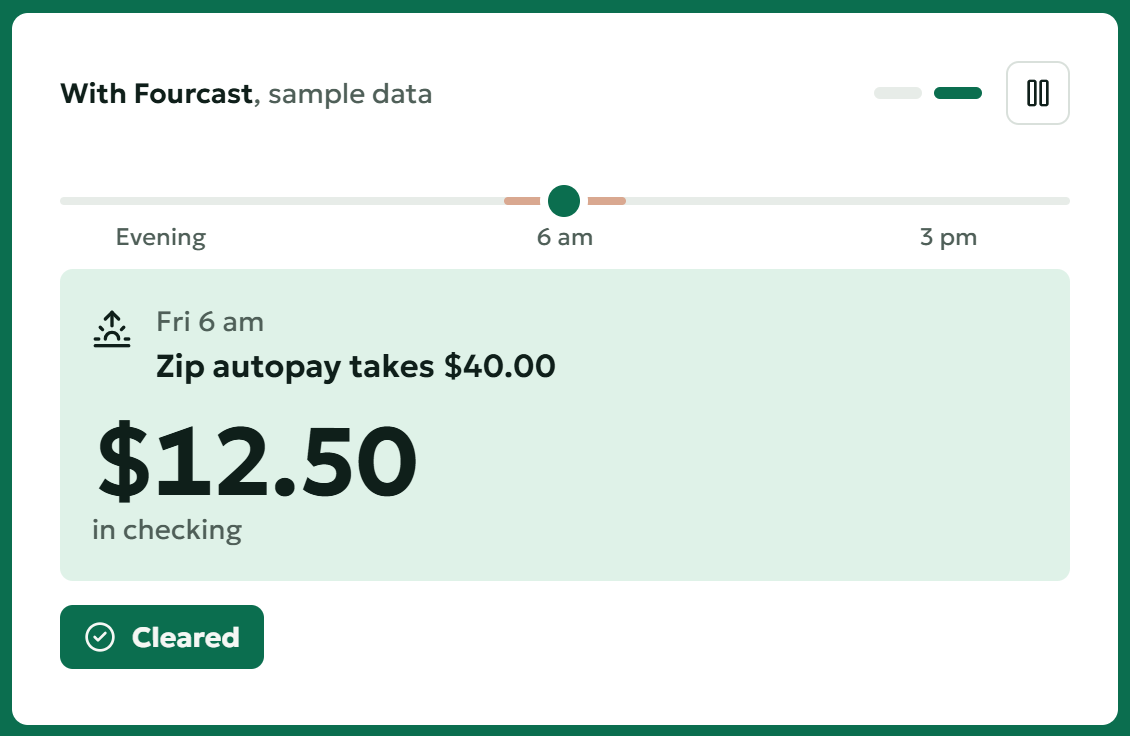 With Fourcast, sample data
Evening
6 am
3 pm
Fri 6 am
Zip autopay takes $40.00
$12.50
in checking
Cleared